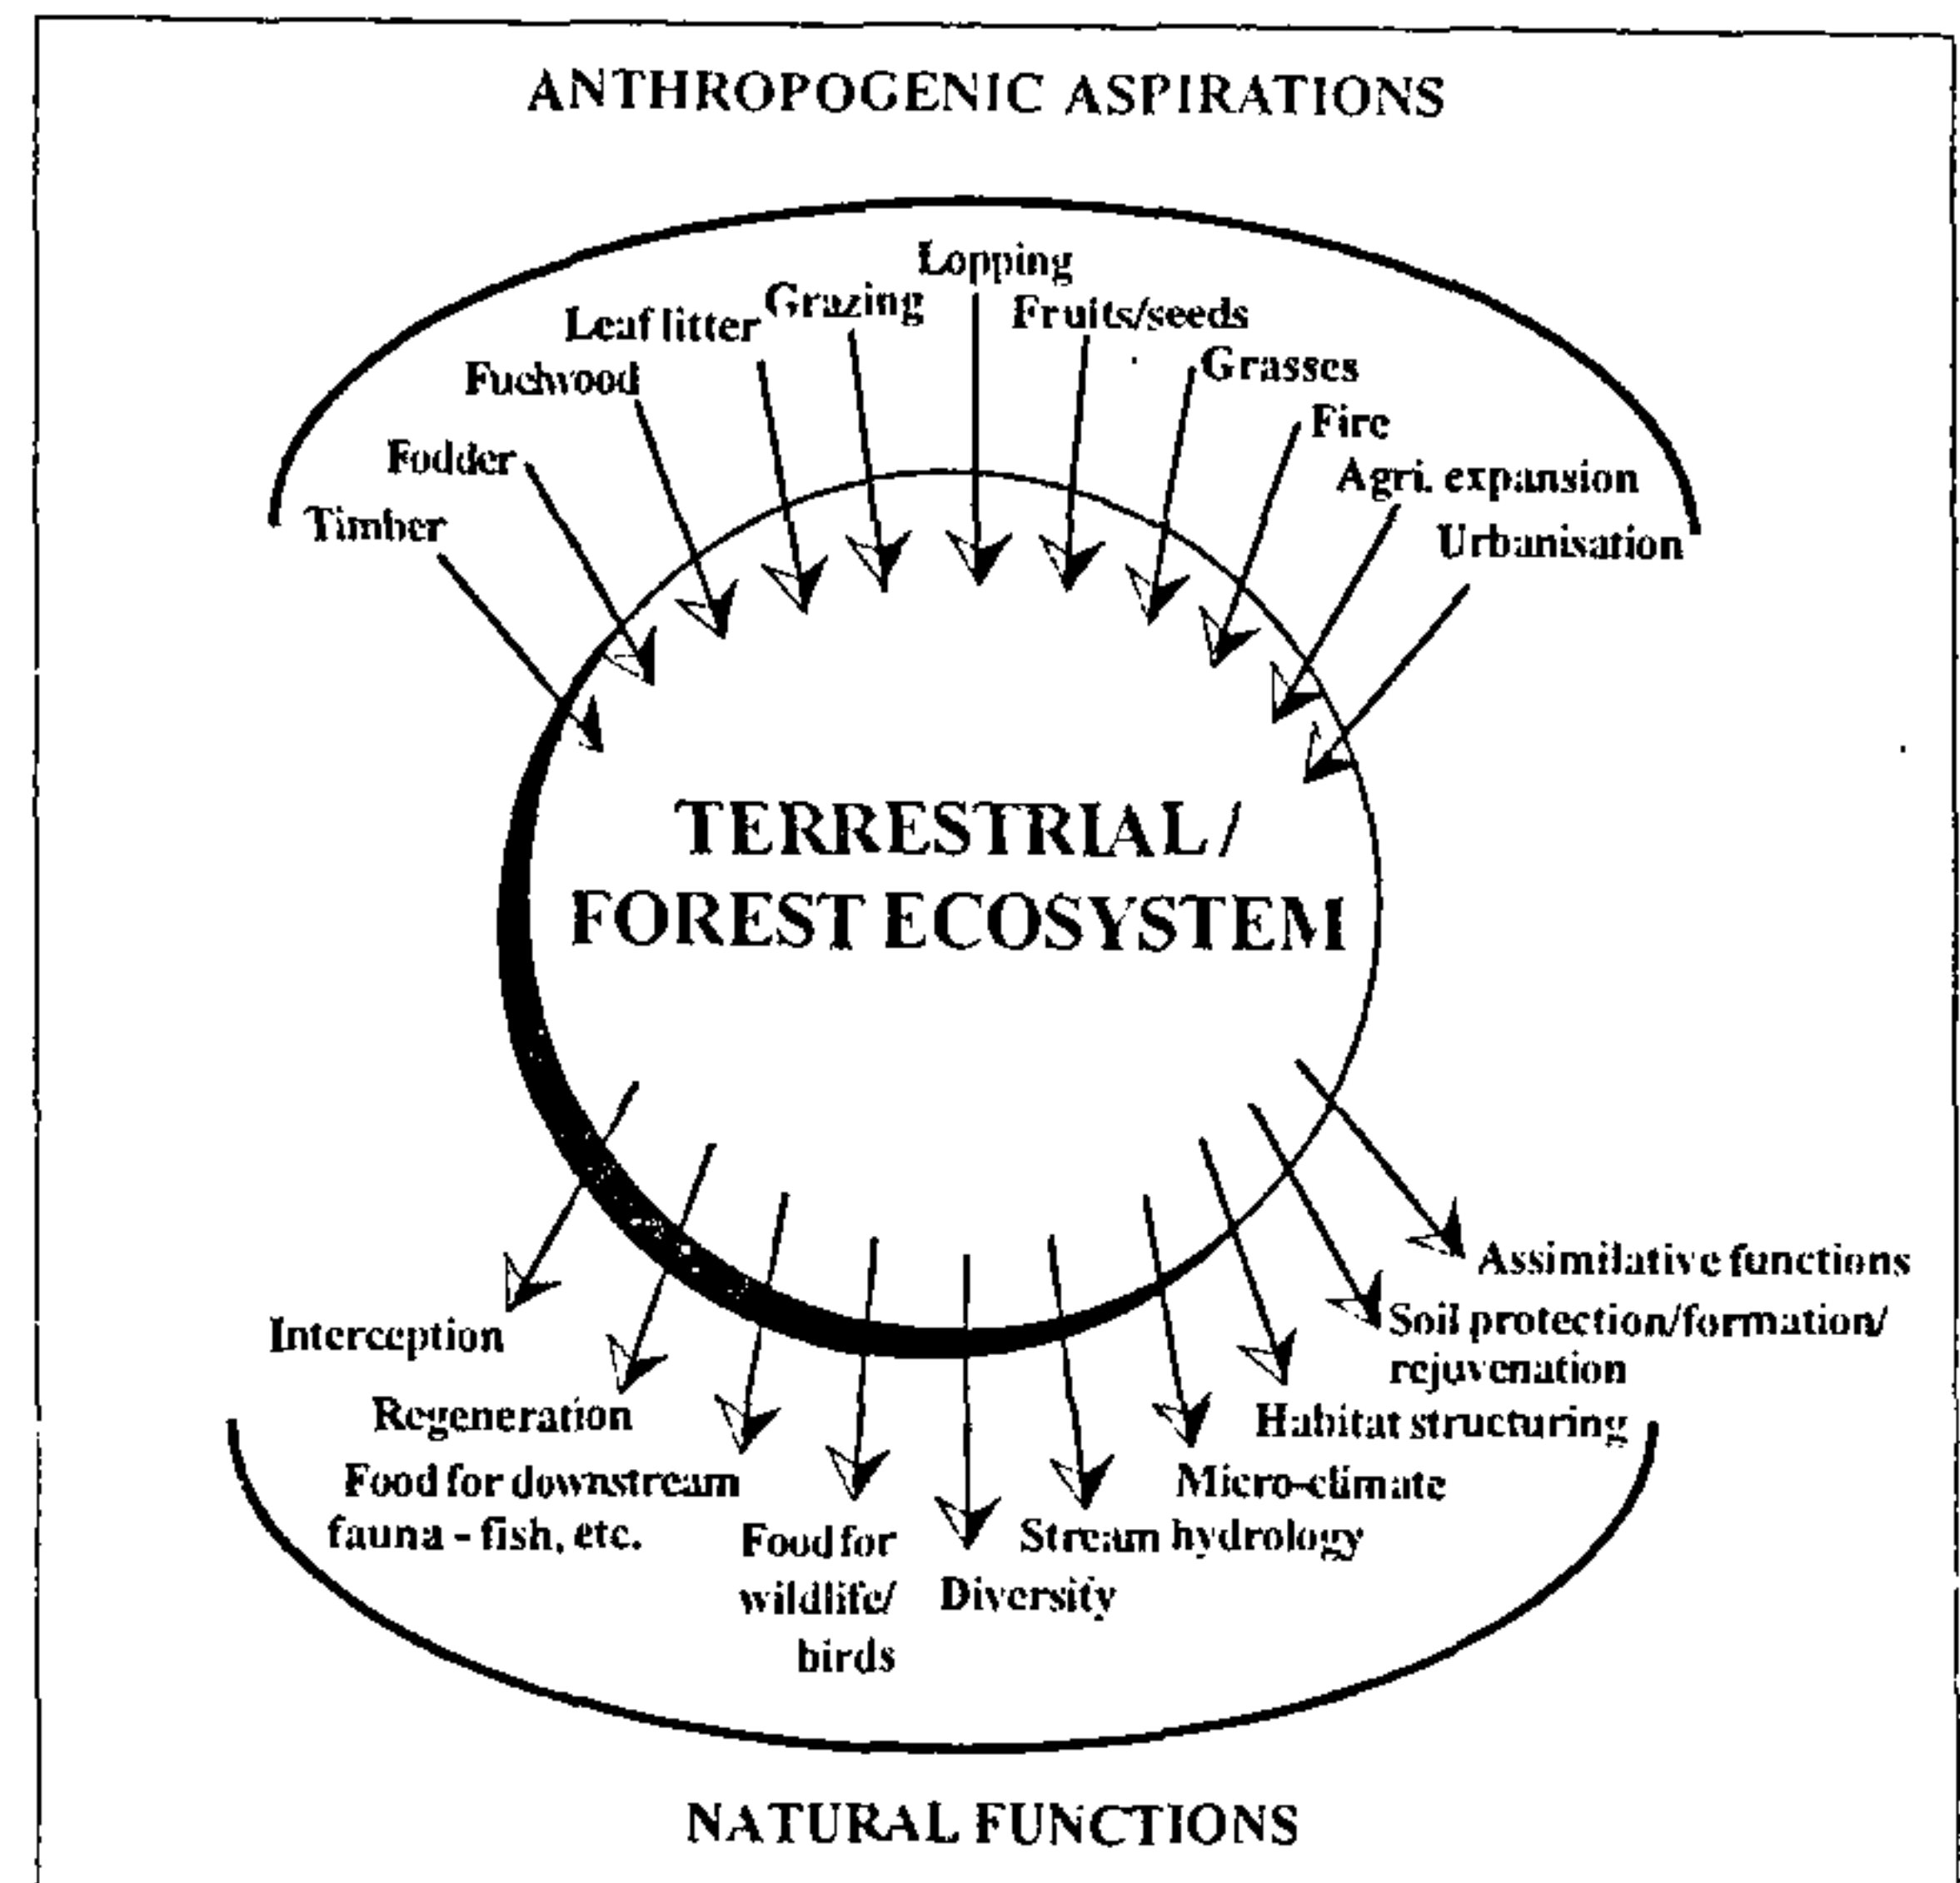 ANTHROPOGENIC ASPIRATIONS
Lopping
Grazing
Fruits/seeds
Leaf litter
Grasses
Fuelwood
Fire
Fodder
Agri. expansion
Timber
Urbanisation
TERRESTRIAL /
FOREST ECOSYSTEM
Assimilative functions
Interception
Soil protection/formation/
rejuvenation
Regeneration
Habitat structuring
Food for downstream
fauna - fish, etc.
Micro-climate
Food for
wildlife/
birds
Stream hydrology
Diversity
NATURAL FUNCTIONS